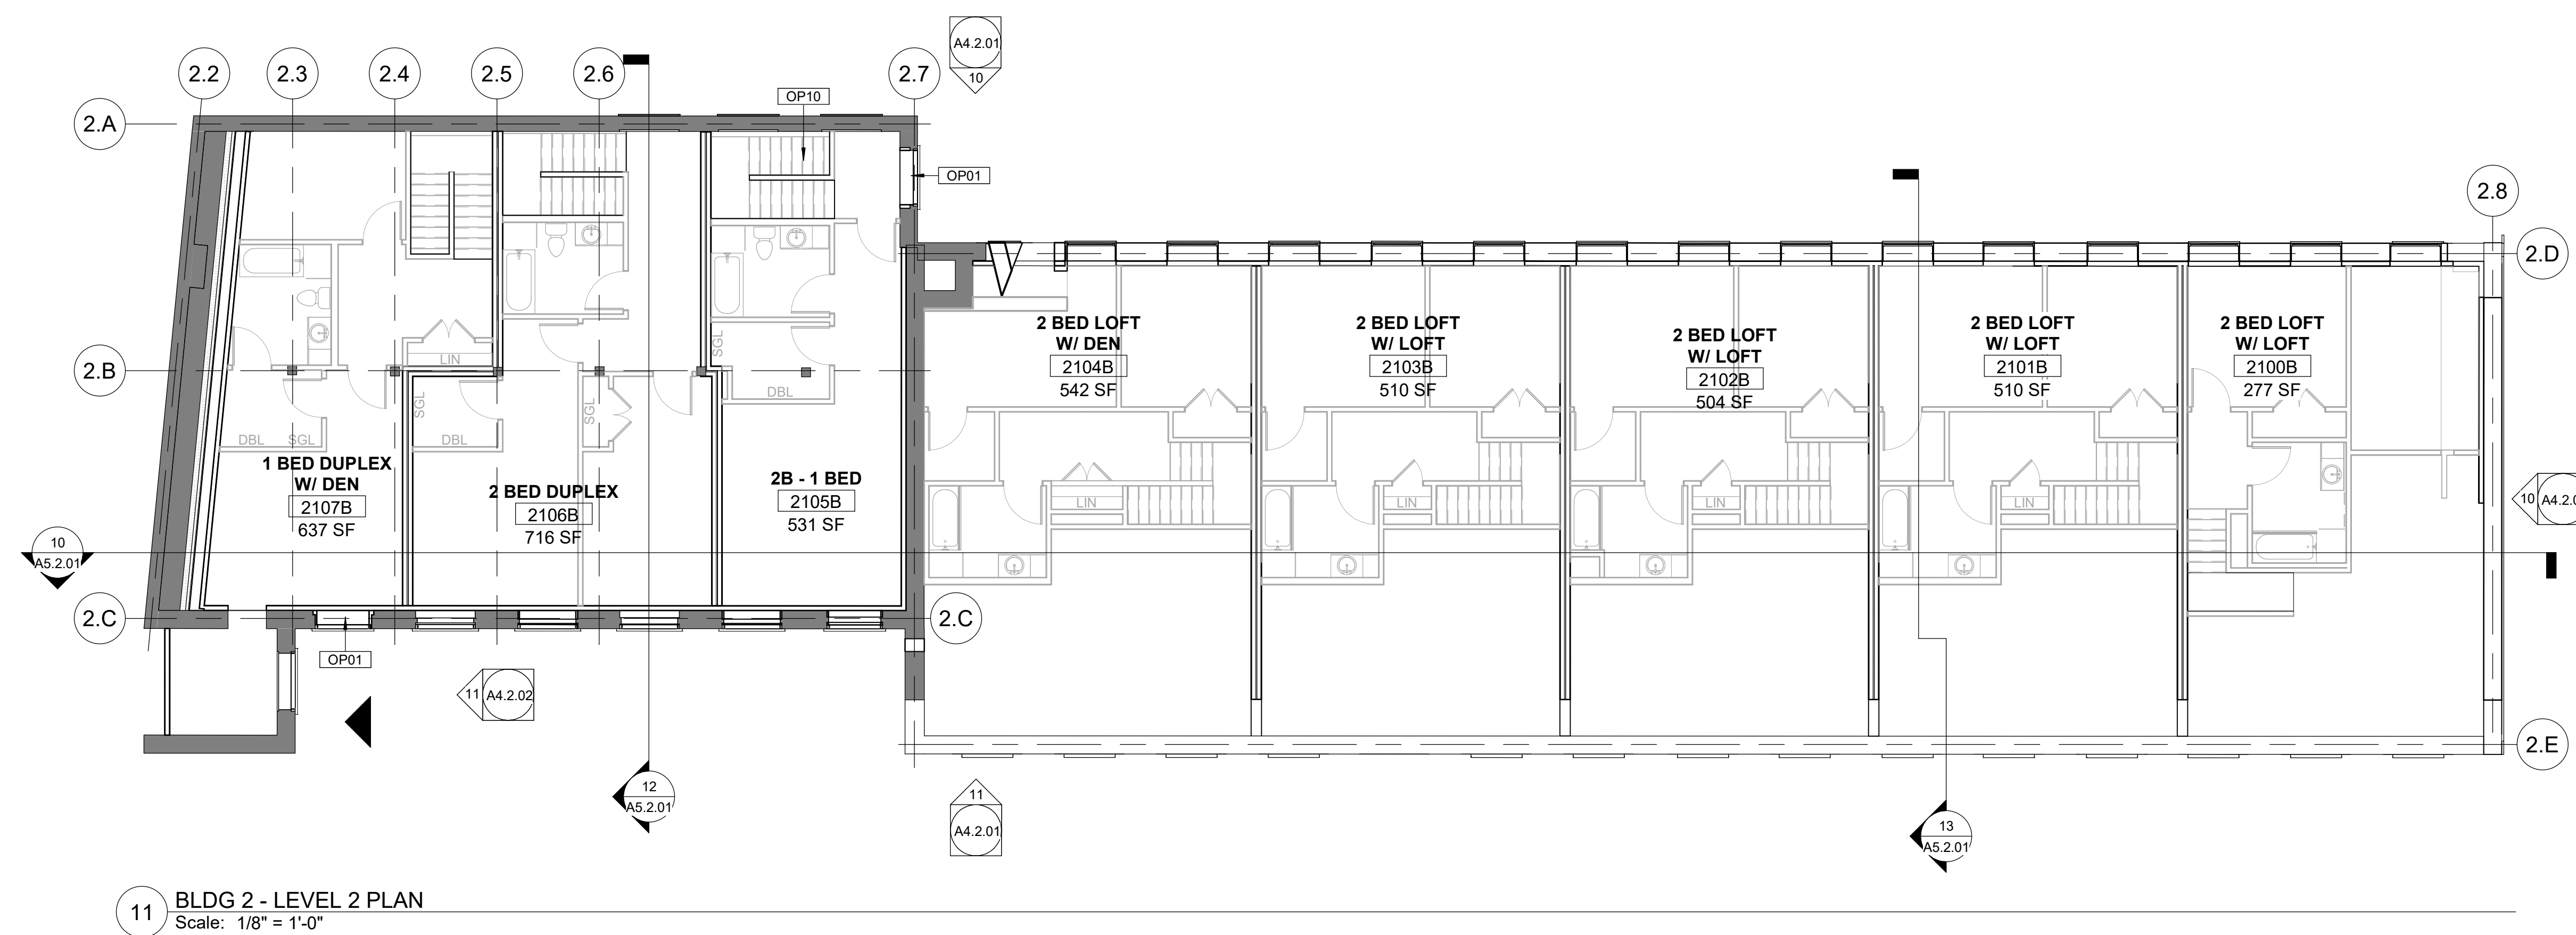 A4.2.01
10
2.2
2.3
2.4
2.5
2.6
2.7
OP10
2.A
OP01
2.8
2.D
2.B
LIN
SGL
DBL
SGL
DBL
SGL
SGL
DBL
1 BED DUPLEX
W/ DEN
2107B
637 SF
2 BED DUPLEX
2106B
716 SF
2B - 1 BED
2105B
531 SF
2 BED LOFT
W/ DEN
2104B
542 SF
LIN
2 BED LOFT
W/ LOFT
2103B
510 SF
LIN
2 BED LOFT
W/ LOFT
2102B
504 SF
LIN
2 BED LOFT
W/ LOFT
2101B
510 SF
LIN
2 BED LOFT
W/ LOFT
2100B
277 SF
10
A4.2.0
10
A5.2.01
2.C
2.C
OP01
11
A4.2.02
2.E
12
A5.2.01
11
A4.2.01
13
A5.2.01
11
BLDG 2 - LEVEL 2 PLAN
Scale: 1/8" = 1'-0"